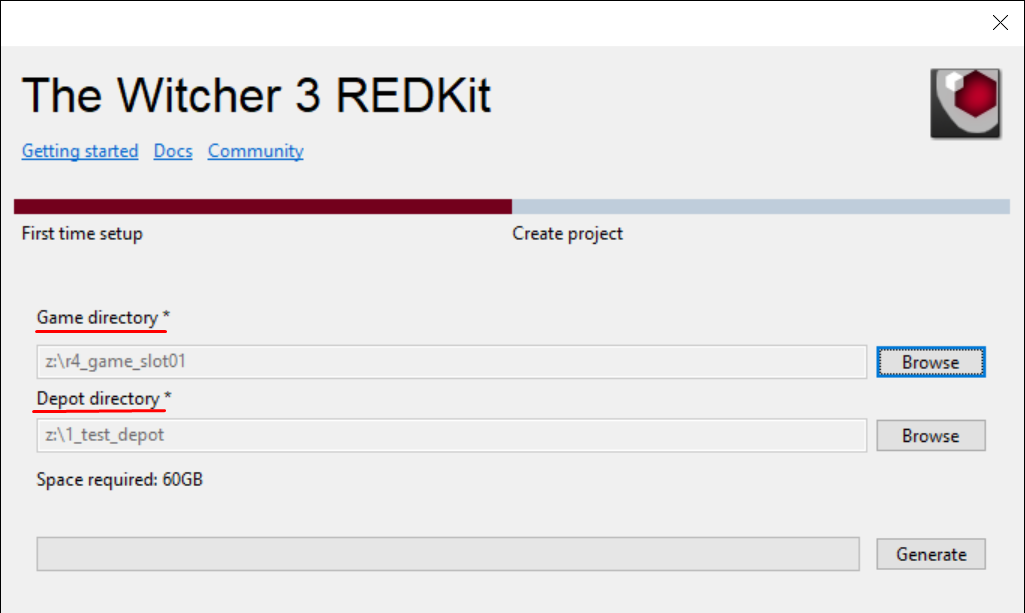 The Witcher 3 REDKit
Getting started Docs Community
First time setup Create project
Game directory *
z:\r4_game_slot01 Browse
Depot directory *
z:\1_test_depot Browse
Space required: 60GB
Generate